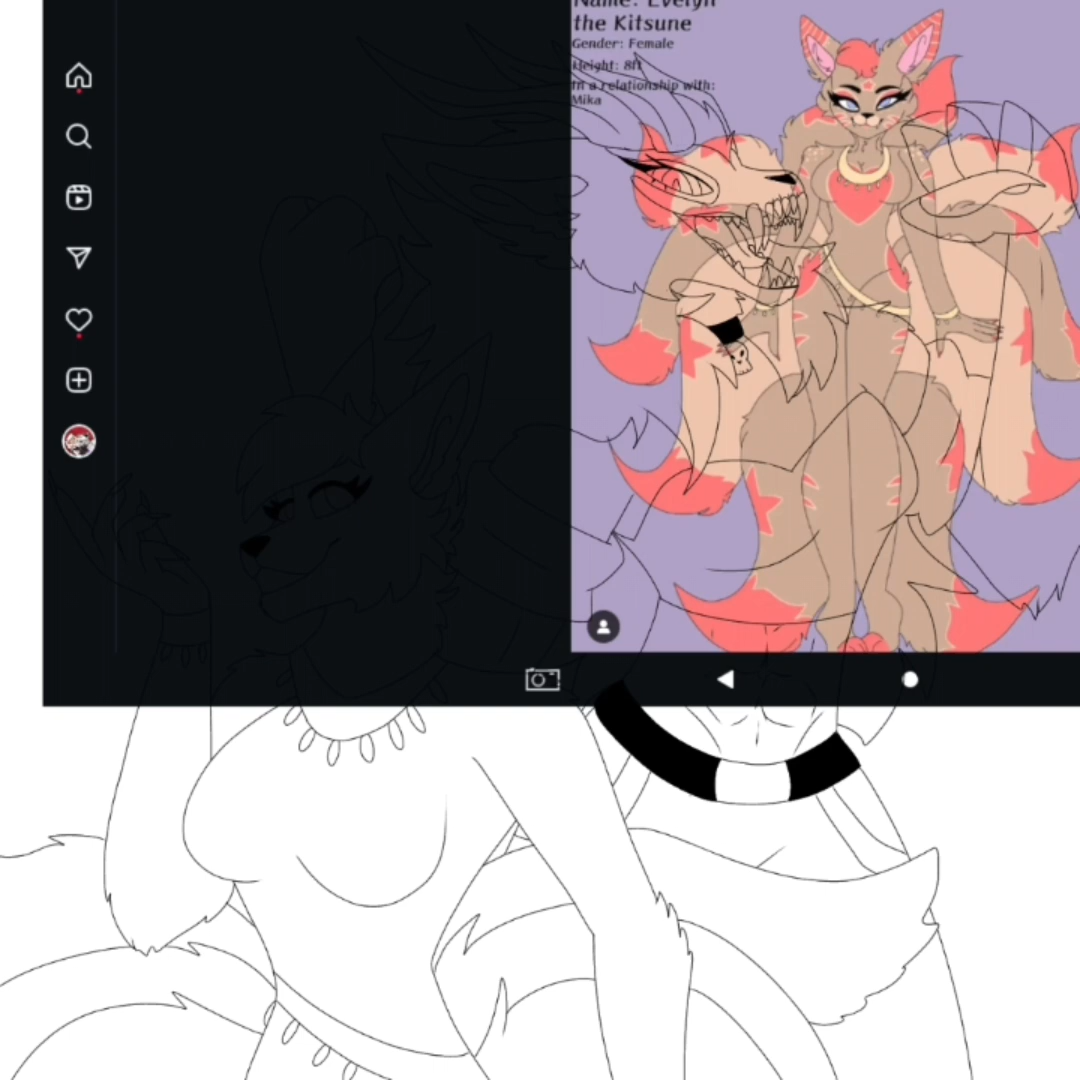 Name: Evelyn
the Kitsune
Gender: Female
Height: 8ft
In a relationship with:
Mika